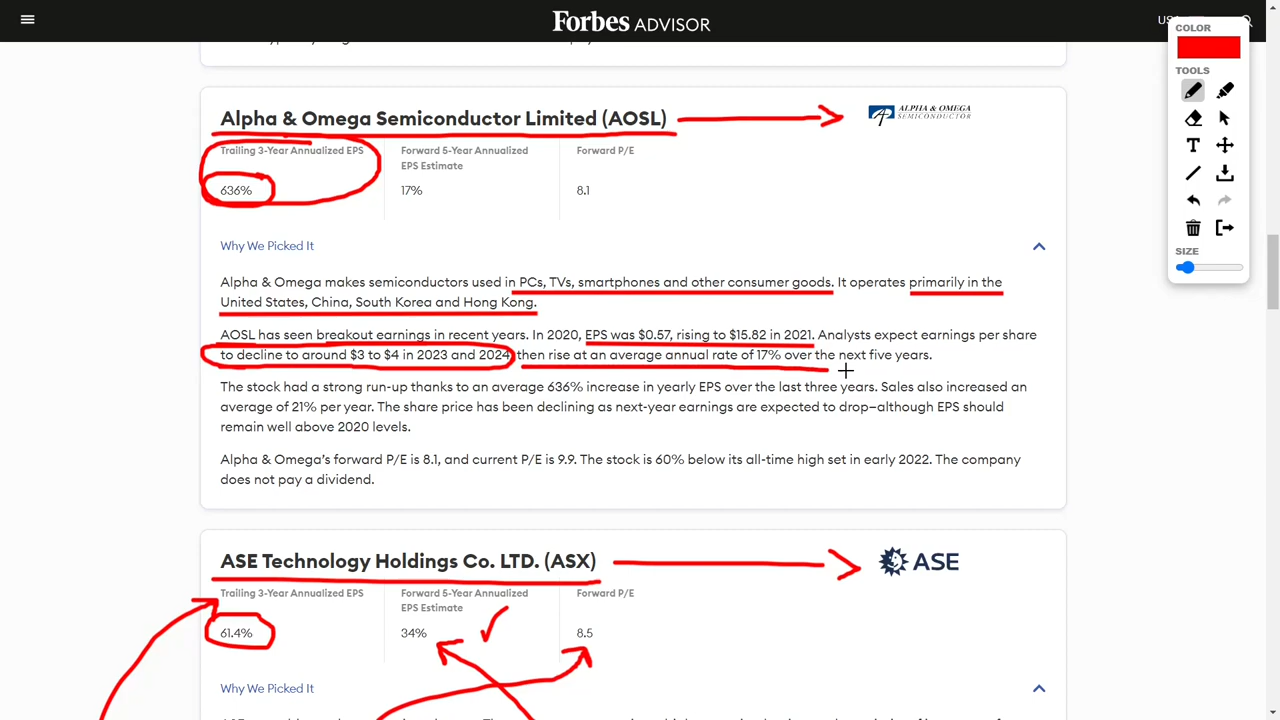 Forbes ADVISOR
US
COLOR
TOOLS
SIZE
Alpha & Omega Semiconductor Limited (AOSL)
ALPHA & OMEGA
SEMICONDUCTOR
Trailing 3-Year Annualized EPS
636%
Forward 5-Year Annualized
EPS Estimate
17%
Forward P/E
8.1
Why We Picked It
Alpha & Omega makes semiconductors used in PCs, TVs, smartphones and other consumer goods. It operates primarily in the
United States, China, South Korea and Hong Kong.
AOSL has seen breakout earnings in recent years. In 2020, EPS was $0.57, rising to $15.82 in 2021. Analysts expect earnings per share
to decline to around $3 to $4 in 2023 and 2024, then rise at an average annual rate of 17% over the next five years.
The stock had a strong run-up thanks to an average 636% increase in yearly EPS over the last three years. Sales also increased an
average of 21% per year. The share price has been declining as next-year earnings are expected to drop—although EPS should
remain well above 2020 levels.
Alpha & Omega's forward P/E is 8.1, and current P/E is 9.9. The stock is 60% below its all-time high set in early 2022. The company
does not pay a dividend.
ASE Technology Holdings Co. LTD. (ASX)
ASE
Trailing 3-Year Annualized EPS
61.4%
Forward 5-Year Annualized
EPS Estimate
34%
Forward P/E
8.5
Why We Picked It